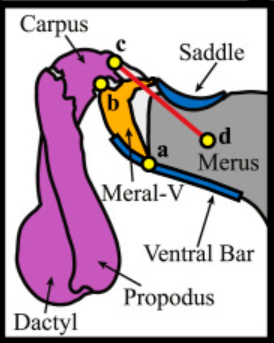 Carpus
c
Saddle
b
d
a
Merus
Meral-V
Ventral Bar
Propodus
Dactyl